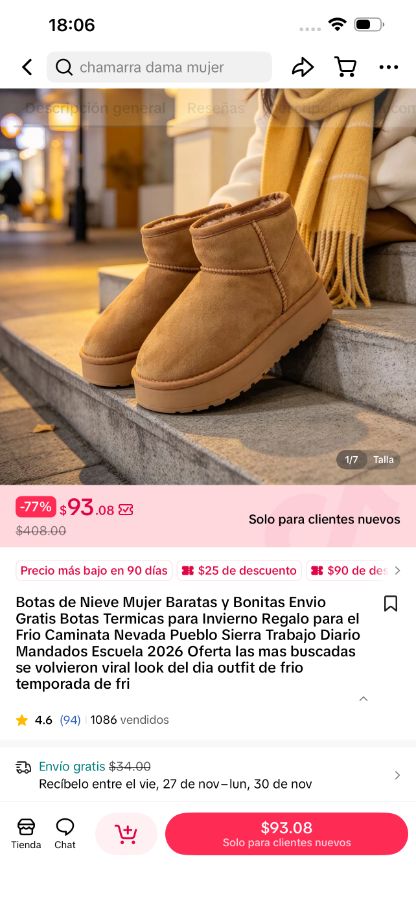 18:06
chamarra dama mujer
Descripción general Reseñas
1/7 Talla
-77% $93.08
$408.00
Solo para clientes nuevos
Precio más bajo en 90 días $25 de descuento $90 de des
Botas de Nieve Mujer Baratas y Bonitas Envio
Gratis Botas Termicas para Invierno Regalo para el
Frio Caminata Nevada Pueblo Sierra Trabajo Diario
Mandados Escuela 2026 Oferta las mas buscadas
se volvieron viral look del dia outfit de frio
temporada de fri
4.6 (94) 1086 vendidos
Envío gratis $34.00
Recíbelo entre el vie, 27 de nov–lun, 30 de nov
Tienda
Chat
$93.08
Solo para clientes nuevos